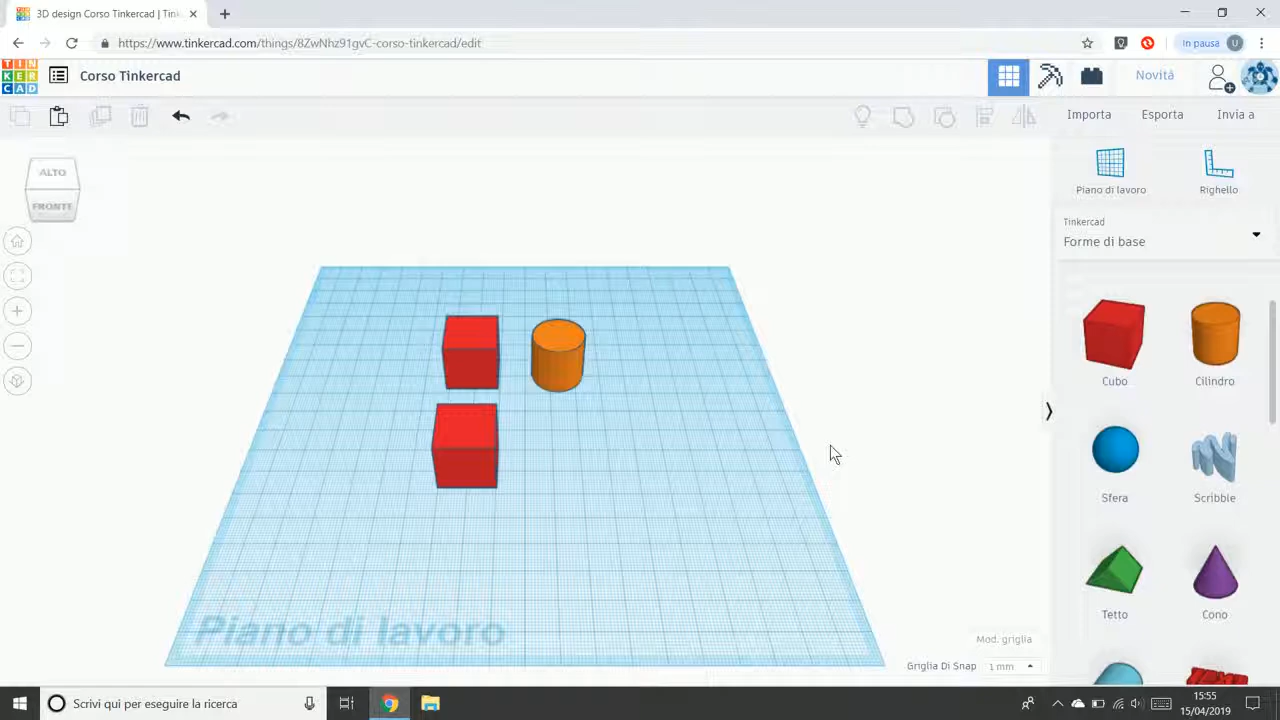 3D design Corso Tinkercad | Tink
https://www.tinkercad.com/things/8ZwNhz91gvC-corso-tinkercad/edit
In pausa
U
TIN
KER
CAD
Corso Tinkercad
Novità
Importa
Esporta
Invia a
ALTO
FRONTE
Piano di lavoro
Righello
Tinkercad
Forme di base
Cubo
Cilindro
Sfera
Scribble
Tetto
Cono
Piano di lavoro
Mod. griglia
Griglia Di Snap
1 mm
Scrivi qui per eseguire la ricerca
15:55
15/04/2019